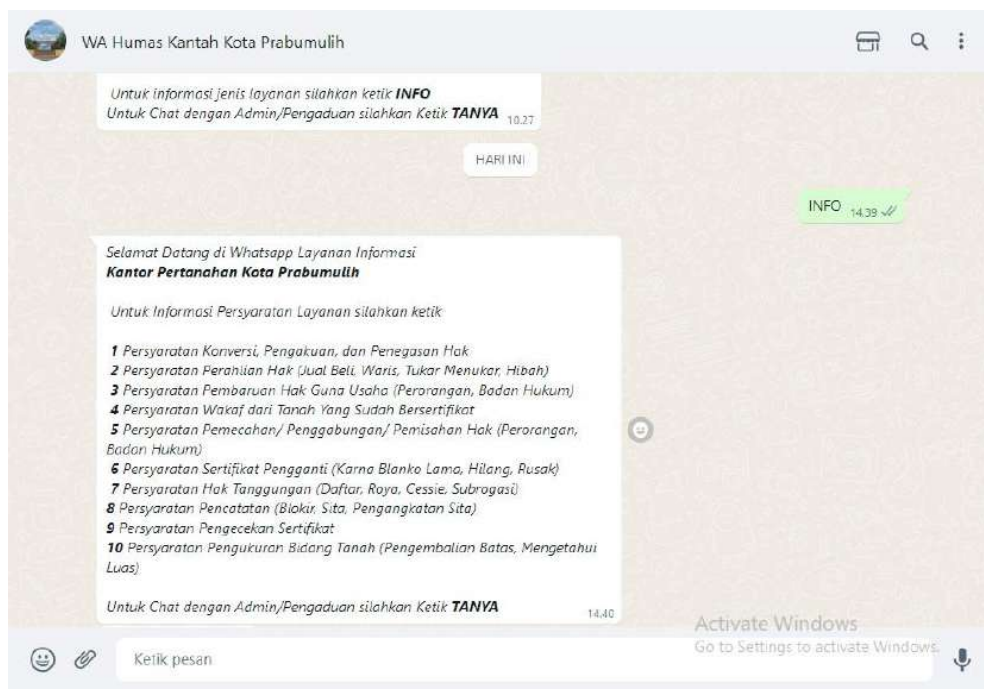 WA Humas Kantah Kota Prabumulih
Untuk informasi jenis layanan silahkan ketik INFO
Untuk Chat dengan Admin/Pengaduan silahkan Ketik TANYA 10.27
HARI INI
INFO 14.39
Selamat Datang di Whatsapp Layanan Informasi
Kantor Pertanahan Kota Prabumulih
Untuk Informasi Persyaratan Layanan silahkan ketik
1 Persyaratan Konversi, Pengakuan, dan Penegasan Hak
2 Persyaratan Perahlian Hak (Jual Beli, Waris, Tukar Menukar, Hibah)
3 Persyaratan Pembaruan Hak Guna Usaha (Perorangan, Badan Hukum)
4 Persyaratan Wakaf dari Tanah Yang Sudah Bersertifikat
5 Persyaratan Pemecahan/ Penggabungan/ Pemisahan Hak (Perorangan,
Badan Hukum)
6 Persyaratan Sertifikat Pengganti (Karna Blanko Lama, Hilang, Rusak)
7 Persyaratan Hak Tanggungan (Daftar, Roya, Cessie, Subrogasi)
8 Persyaratan Pencatatan (Blokir, Sita, Pengangkatan Sita)
9 Persyaratan Pengecekan Sertifikat
10 Persyaratan Pengukuran Bidang Tanah (Pengembalian Batas, Mengetahui
Luas)
Untuk Chat dengan Admin/Pengaduan silahkan Ketik TANYA 14.40
Activate Windows
Go to Settings to activate Windows.
Ketik pesan